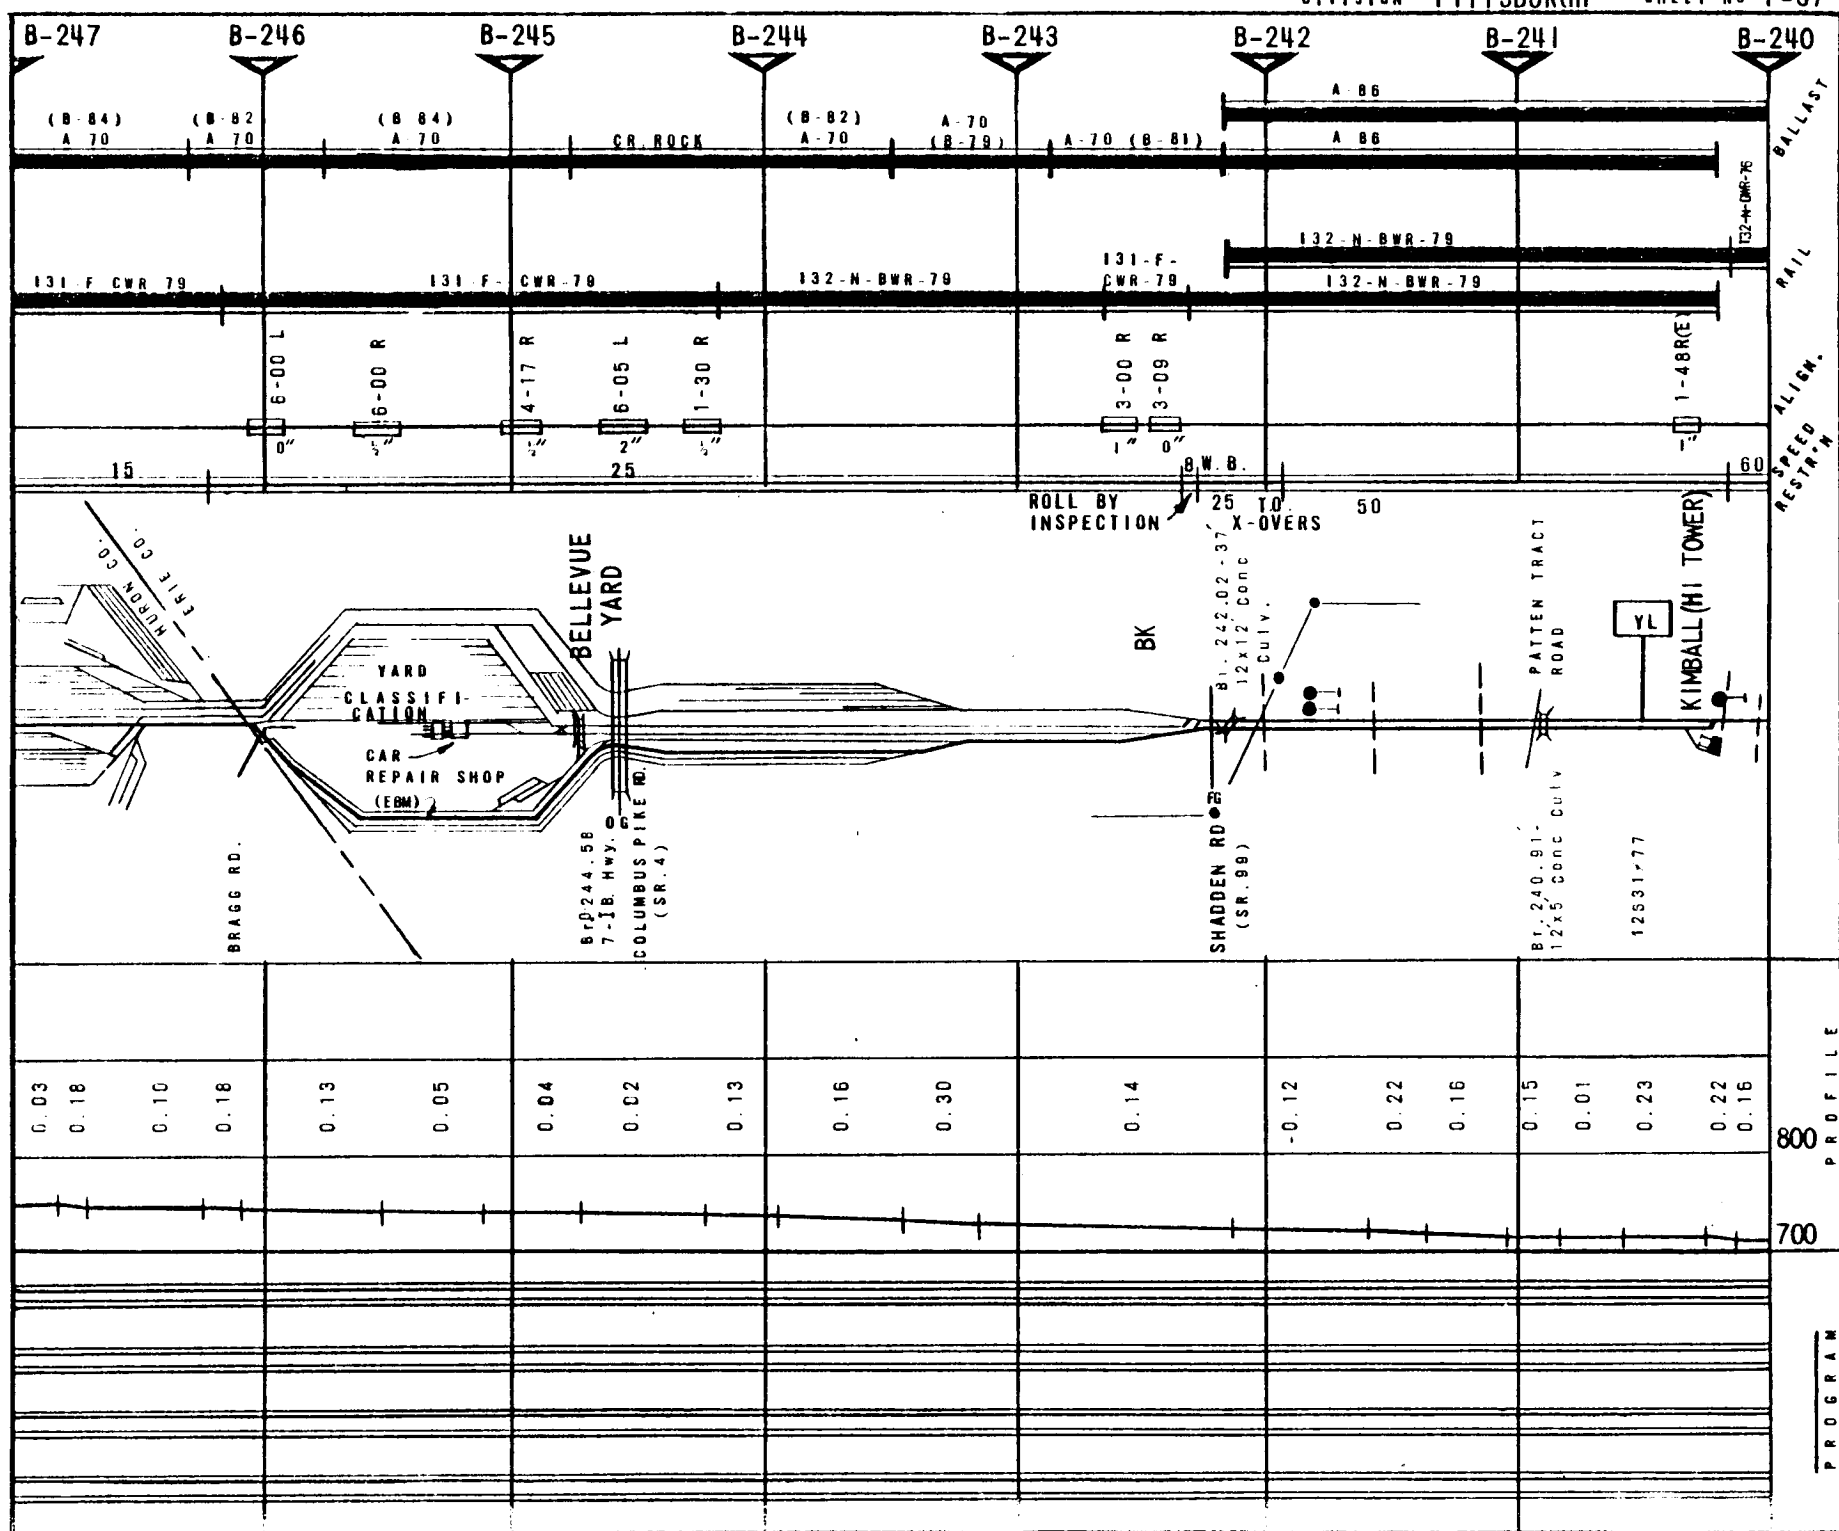 B-247 B-246 B-245 B-244 B-243 B-242 B-241 B-240
A-86
(B-84) (B-82 (B-84) (B-82) A-70
A-70 A-70 A-70 CR. ROCK A-70 (B-79) A-70 (B-81) A 86
BALLAST
132-N-DWR-76
132-N-BWR-79
131-F-
131-F CWR 79 131-F-CWR-79 132-N-BWR-79 CWR-79 132-N-BWR-79
RAIL
6-00 L 6-00 R 4-17 R 6-05 L 1-30 R 3-00 R 3-09 R 1-48R(E)
0" ½" ½" 2" ½" 1" 0"
ALIGN.
15 25 8 W.B. 60
SPEED
RESTR'N
ROLL BY 25 TO 50
INSPECTION X-OVERS
HURON CO.
ERIE CO.
BELLEVUE
YARD
BK
Br. 242.02-37'
12x12' Conc
Culv.
PATTEN TRACT
ROAD
YL
KIMBALL (HI TOWER)
YARD
CLASSIFI-
CATION
CAR
REPAIR SHOP
(EBM)
BRAGG RD.
OG
Br. 244.58
7-IB. Hwy.
COLUMBUS PIKE RD.
(SR.4)
FG
SHADDEN RD
(SR.99)
Br. 240.91-
12'x5' Conc Culv
12531-77
0.03 0.18 0.10 0.18 0.13 0.05 0.04 0.02 0.13 0.16 0.30 0.14 -0.12 0.22 0.16 0.15 0.01 0.23 0.22 0.16
800
PROFILE
700
PROGRAM